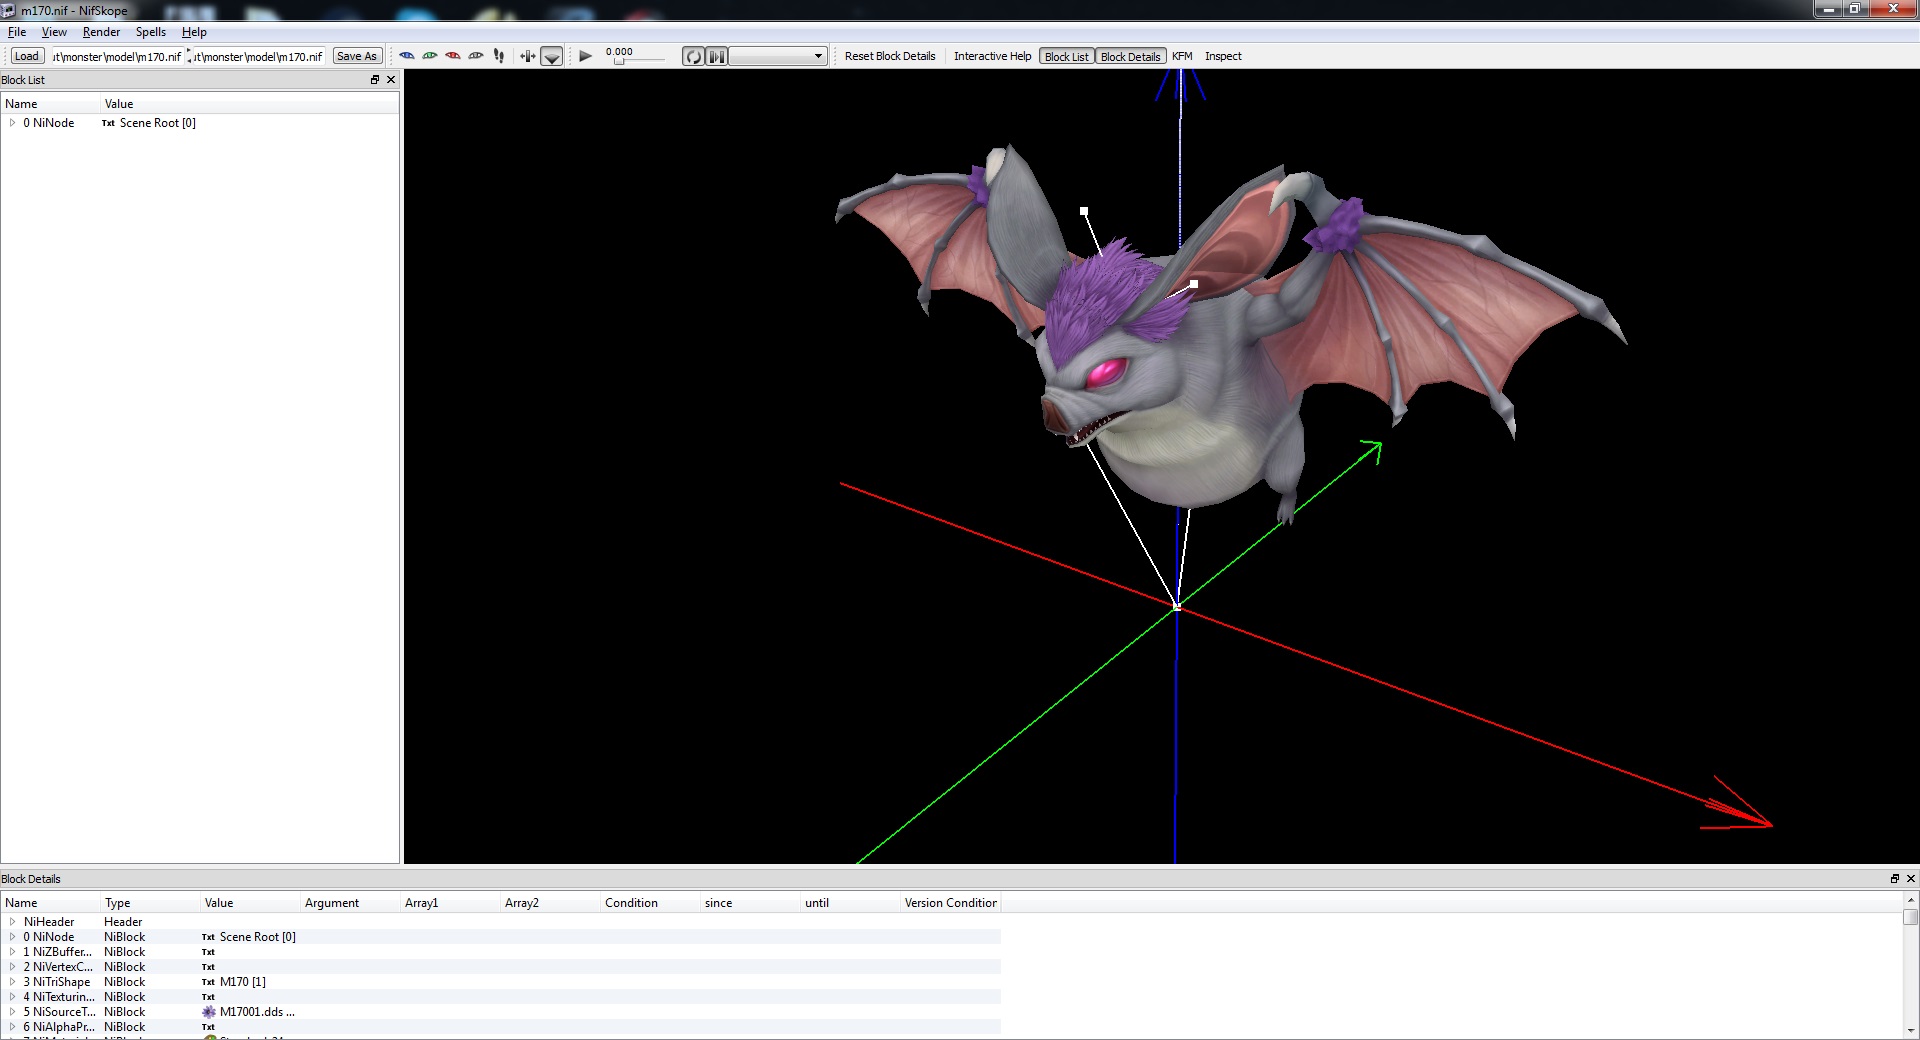 m170.nif - NifSkope
File View Render Spells Help
Load ut\monster\model\m170.nif ut\monster\model\m170.nif Save As 0.000 Reset Block Details Interactive Help Block List Block Details KFM Inspect
Block List
Name Value
0 NiNode Txt Scene Root [0]
Block Details
Name Type Value Argument Array1 Array2 Condition since until Version Condition
NiHeader Header
0 NiNode NiBlock Txt Scene Root [0]
1 NiZBuffer... NiBlock Txt
2 NiVertexC... NiBlock Txt
3 NiTriShape NiBlock Txt M170 [1]
4 NiTexturin... NiBlock Txt
5 NiSourceT... NiBlock M17001.dds ...
6 NiAlphaPr... NiBlock Txt